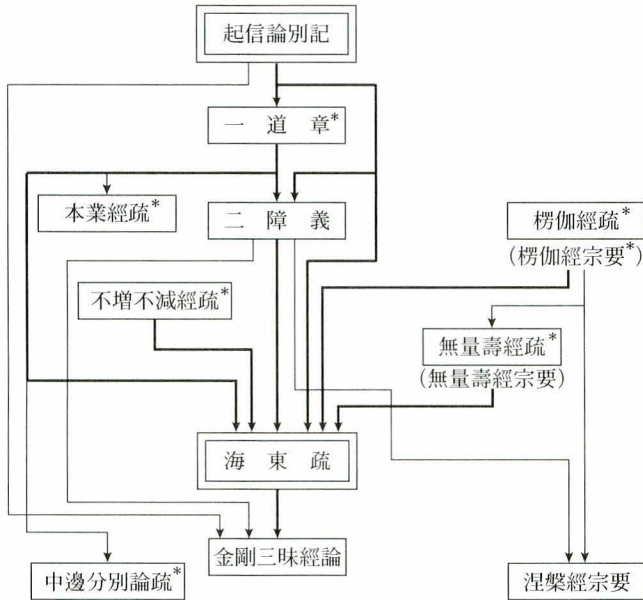 起信論別記
一道章*
本業經疏*
二障義
楞伽經疏*
(楞伽經宗要*)
不增不減經疏*
無量壽經疏*
(無量壽經宗要)
海東疏
中邊分別論疏*
金剛三昧經論
涅槃經宗要